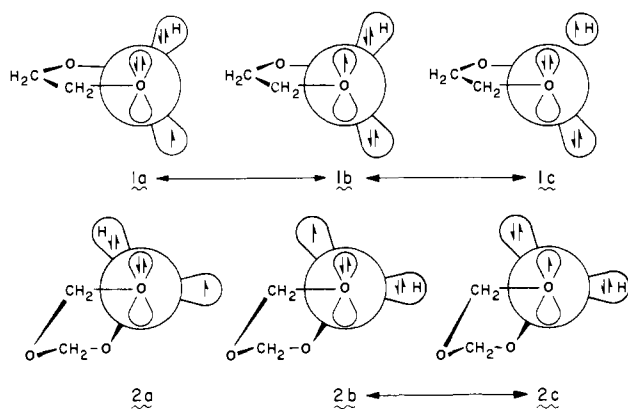 H O H₂C CH₂ O
H O H₂C CH₂ O
H O H₂C CH₂ O
1a 1b 1c
H CH₂ O O CH₂ O
CH₂ O H O CH₂ O
CH₂ O H O CH₂ O
2a 2b 2c